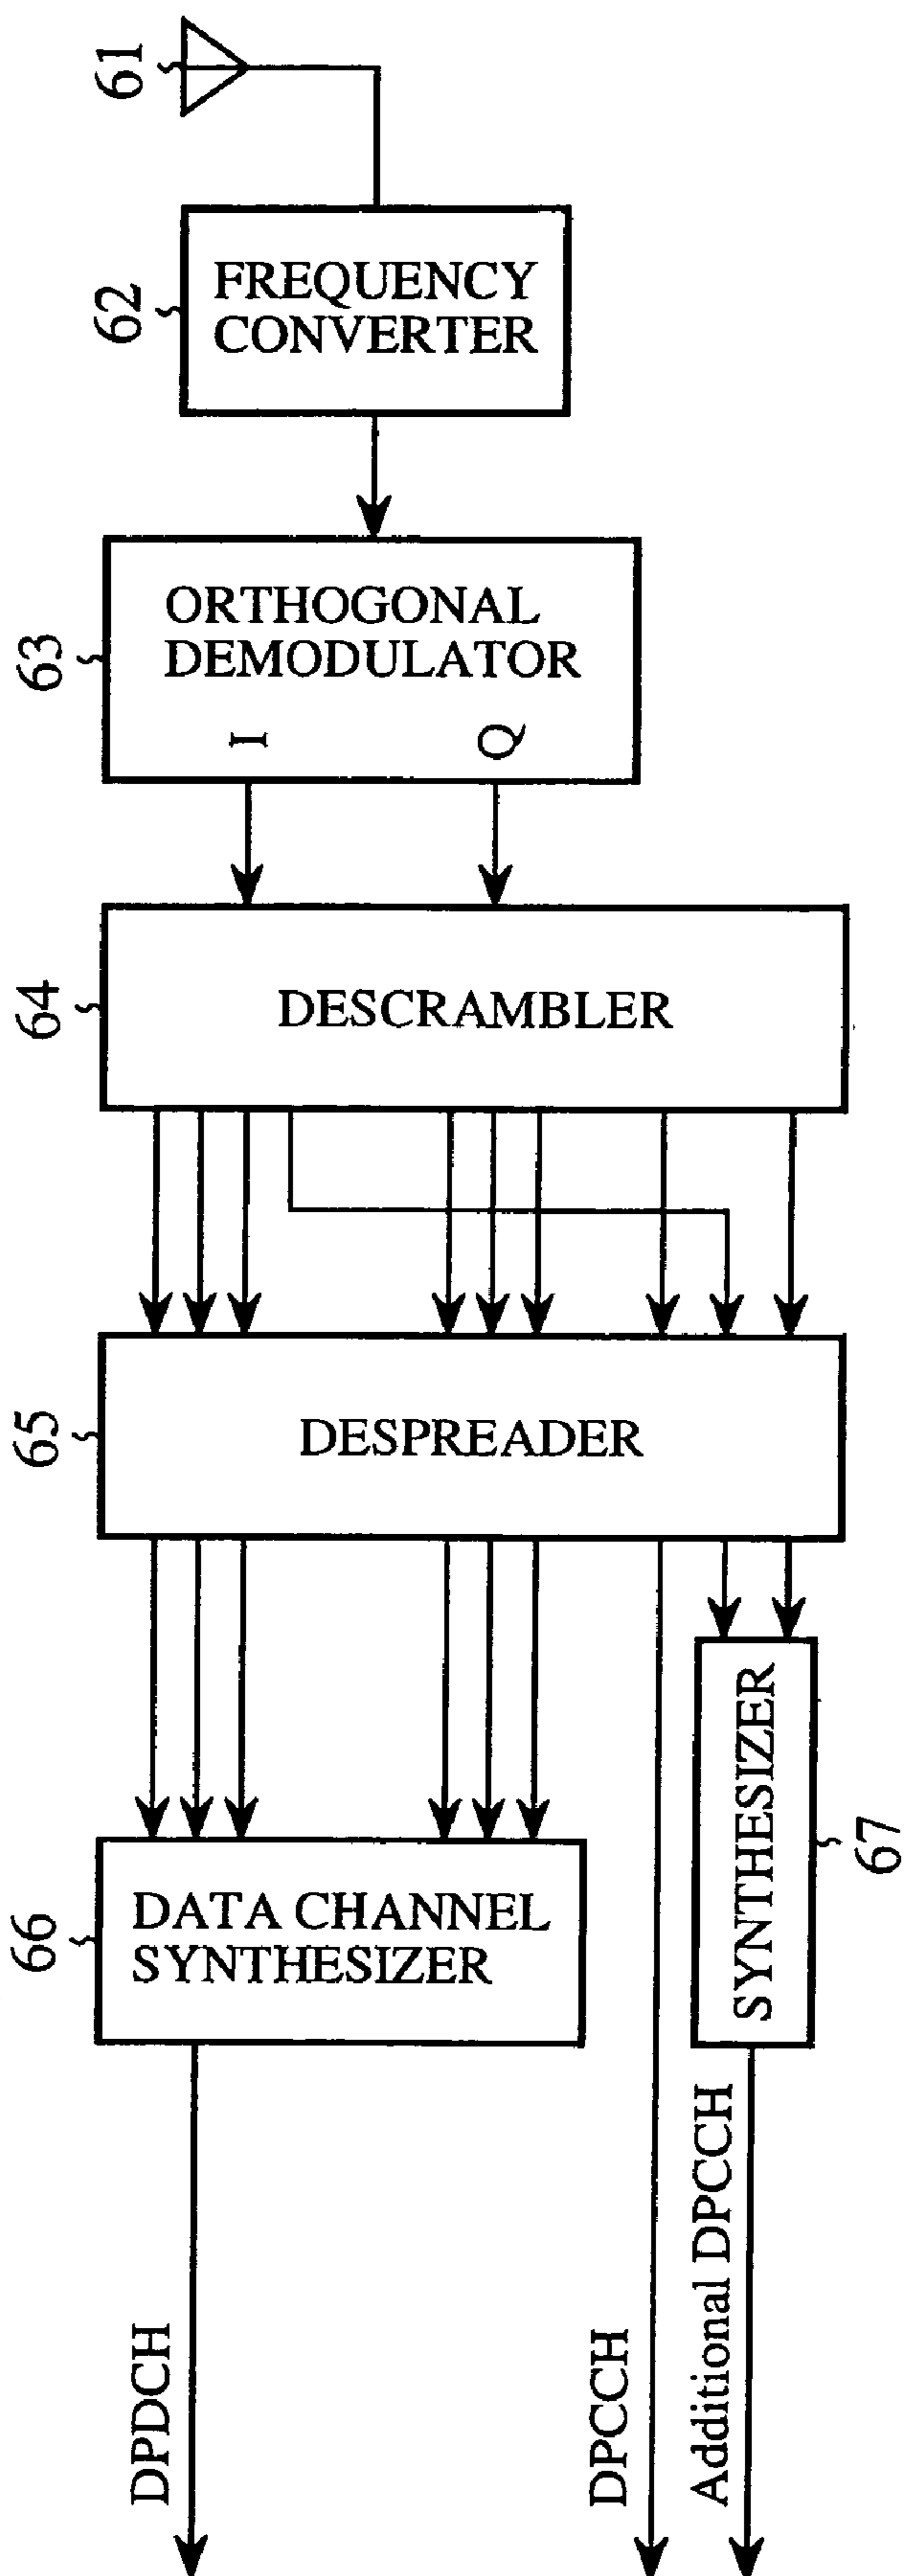 61
62
FREQUENCY
CONVERTER
63
ORTHOGONAL
DEMODULATOR
I
Q
64
DESCRAMBLER
65
DESPREADER
66
DATA CHANNEL
SYNTHESIZER
SYNTHESIZER
67
DPDCH
DPCCH
Additional DPCCH